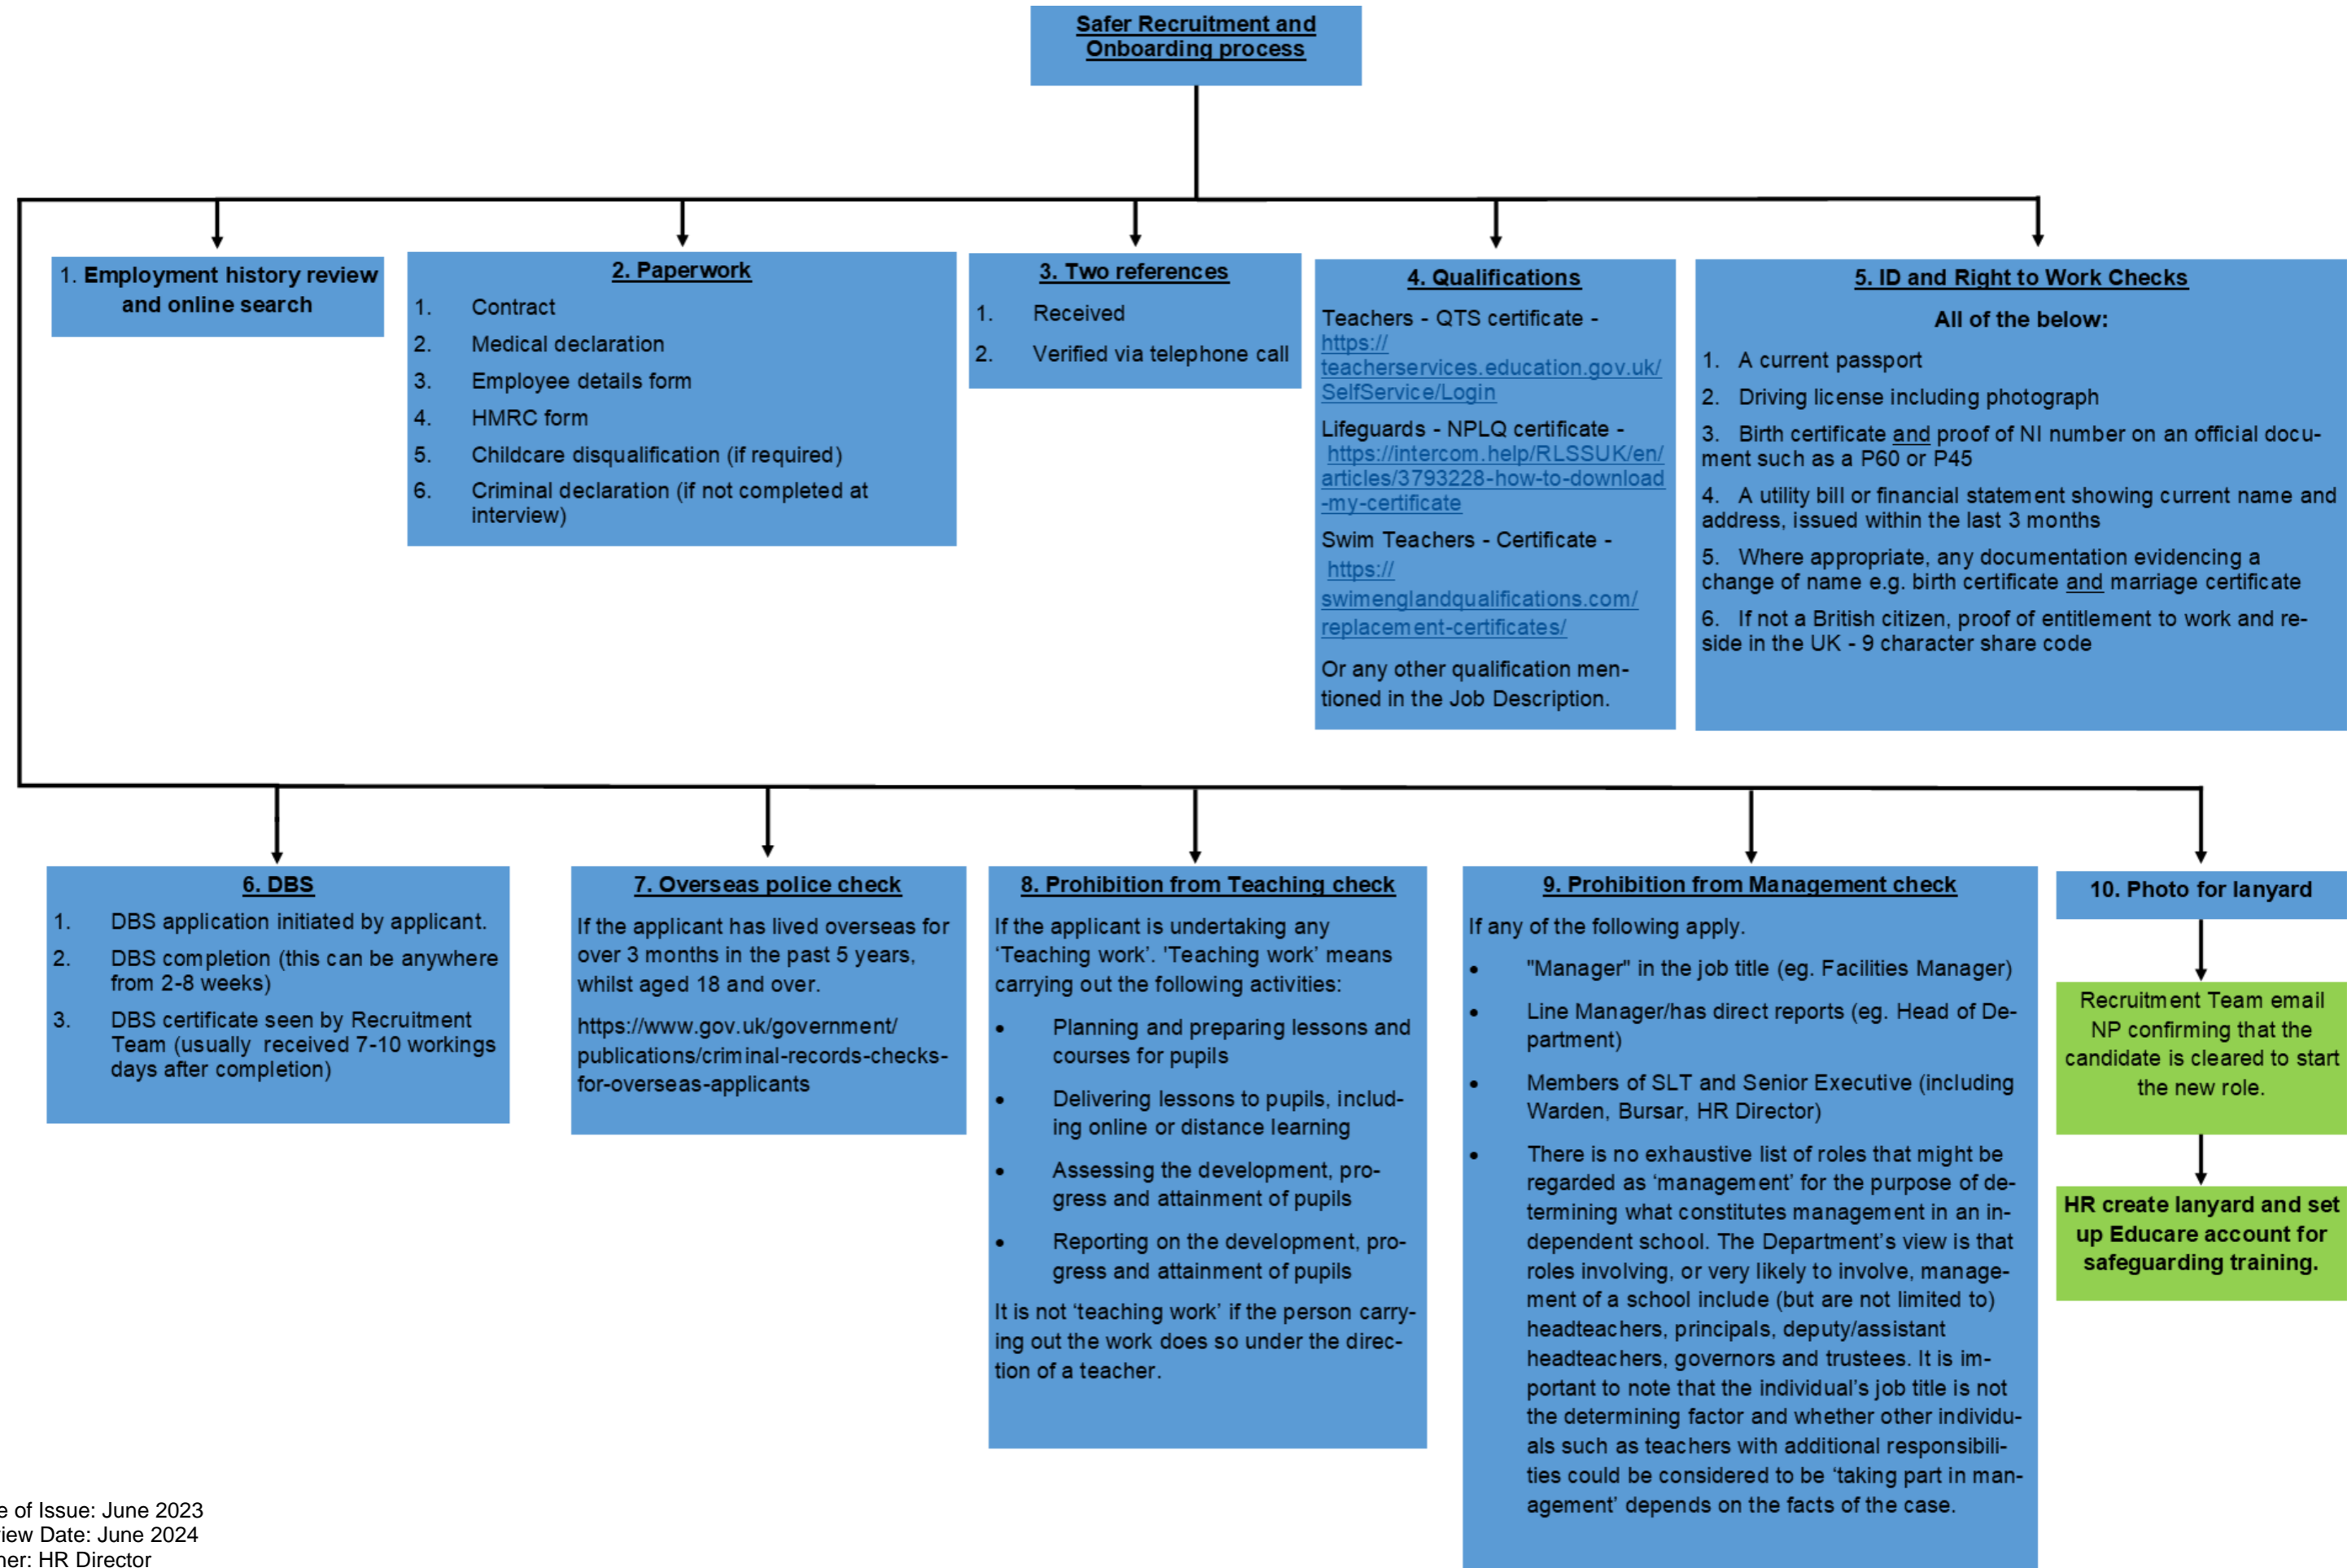 Safer Recruitment and
Onboarding process
1. Employment history review
and online search
2. Paperwork
1. Contract
2. Medical declaration
3. Employee details form
4. HMRC form
5. Childcare disqualification (if required)
6. Criminal declaration (if not completed at
interview)
3. Two references
1. Received
2. Verified via telephone call
4. Qualifications
Teachers - QTS certificate -
https://
teacherservices.education.gov.uk/
SelfService/Login
Lifeguards - NPLQ certificate -
https://intercom.help/RLSSUK/en/
articles/3793228-how-to-download
-my-certificate
Swim Teachers - Certificate -
https://
swimenglandqualifications.com/
replacement-certificates/
Or any other qualification men-
tioned in the Job Description.
5. ID and Right to Work Checks
All of the below:
1. A current passport
2. Driving license including photograph
3. Birth certificate and proof of NI number on an official docu-
ment such as a P60 or P45
4. A utility bill or financial statement showing current name and
address, issued within the last 3 months
5. Where appropriate, any documentation evidencing a
change of name e.g. birth certificate and marriage certificate
6. If not a British citizen, proof of entitlement to work and re-
side in the UK - 9 character share code
6. DBS
1. DBS application initiated by applicant.
2. DBS completion (this can be anywhere
from 2-8 weeks)
3. DBS certificate seen by Recruitment
Team (usually received 7-10 workings
days after completion)
7. Overseas police check
If the applicant has lived overseas for
over 3 months in the past 5 years,
whilst aged 18 and over.
https://www.gov.uk/government/
publications/criminal-records-checks-
for-overseas-applicants
8. Prohibition from Teaching check
If the applicant is undertaking any
‘Teaching work’. 'Teaching work’ means
carrying out the following activities:
• Planning and preparing lessons and
courses for pupils
• Delivering lessons to pupils, includ-
ing online or distance learning
• Assessing the development, pro-
gress and attainment of pupils
• Reporting on the development, pro-
gress and attainment of pupils
It is not ‘teaching work’ if the person carry-
ing out the work does so under the direc-
tion of a teacher.
9. Prohibition from Management check
If any of the following apply.
• "Manager" in the job title (eg. Facilities Manager)
• Line Manager/has direct reports (eg. Head of De-
partment)
• Members of SLT and Senior Executive (including
Warden, Bursar, HR Director)
• There is no exhaustive list of roles that might be
regarded as ‘management’ for the purpose of de-
termining what constitutes management in an in-
dependent school. The Department’s view is that
roles involving, or very likely to involve, manage-
ment of a school include (but are not limited to)
headteachers, principals, deputy/assistant
headteachers, governors and trustees. It is im-
portant to note that the individual’s job title is not
the determining factor and whether other individu-
als such as teachers with additional responsibili-
ties could be considered to be ‘taking part in man-
agement’ depends on the facts of the case.
10. Photo for lanyard
Recruitment Team email
NP confirming that the
candidate is cleared to start
the new role.
HR create lanyard and set
up Educare account for
safeguarding training.
e of Issue: June 2023
iew Date: June 2024
ner: HR Director